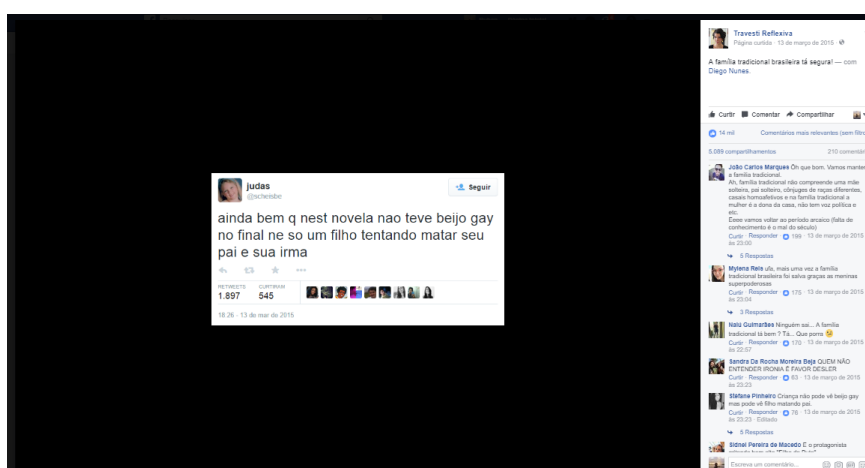 judas
@scheisbe
Seguir
ainda bem q nest novela nao teve beijo gay
no final ne so um filho tentando matar seu
pai e sua irma
RETWEETS
CURTIRAM
1.897
545
18:26 - 13 de mar de 2015
Travesti Reflexiva
Página curtida · 13 de março de 2015 ·
A família tradicional brasileira tá segura! — com
Diego Nunes.
Curtir Comentar Compartilhar
14 mil Comentários mais relevantes (sem filtro
5.089 compartilhamentos 210 comentár
João Carlos Marques Oh que bom. Vamos manter
a família tradicional.
Ah, família tradicional não compreende uma mãe
solteira, pai solteiro, cônjuges de raças diferentes,
casais homoafetivos e na família tradicional a
mulher é a dona da casa, não tem voz política e
etc.
Esse vamos voltar ao período arcaico (falta de
conhecimento é o mal do século)
Curtir · Responder · 199 · 13 de março de 2015
às 23:00
5 Respostas
Mylena Reis ufa, mais uma vez a família
tradicional brasileira foi salva graças as meninas
superpoderosas
Curtir · Responder · 175 · 13 de março de 2015
às 23:04
3 Respostas
Naiu Guimarães Ninguém sai... A família
tradicional tá bem ? Tá... Que porra
Curtir · Responder · 170 · 13 de março de 2015
às 22:57
Sandra Da Rocha Moreira Beja QUEM NÃO
ENTENDER IRONIA É FAVOR DESLER
Curtir · Responder · 63 · 13 de março de 2015
às 23:23
Stéfane Pinheiro Criança não pode vê beijo gay
mas pode vê filho matando pai.
Curtir · Responder · 76 · 13 de março de 2015
às 23:23 · Editado
5 Respostas
Sidnei Pereira de Macedo E o protagonista
Escreva um comentário...